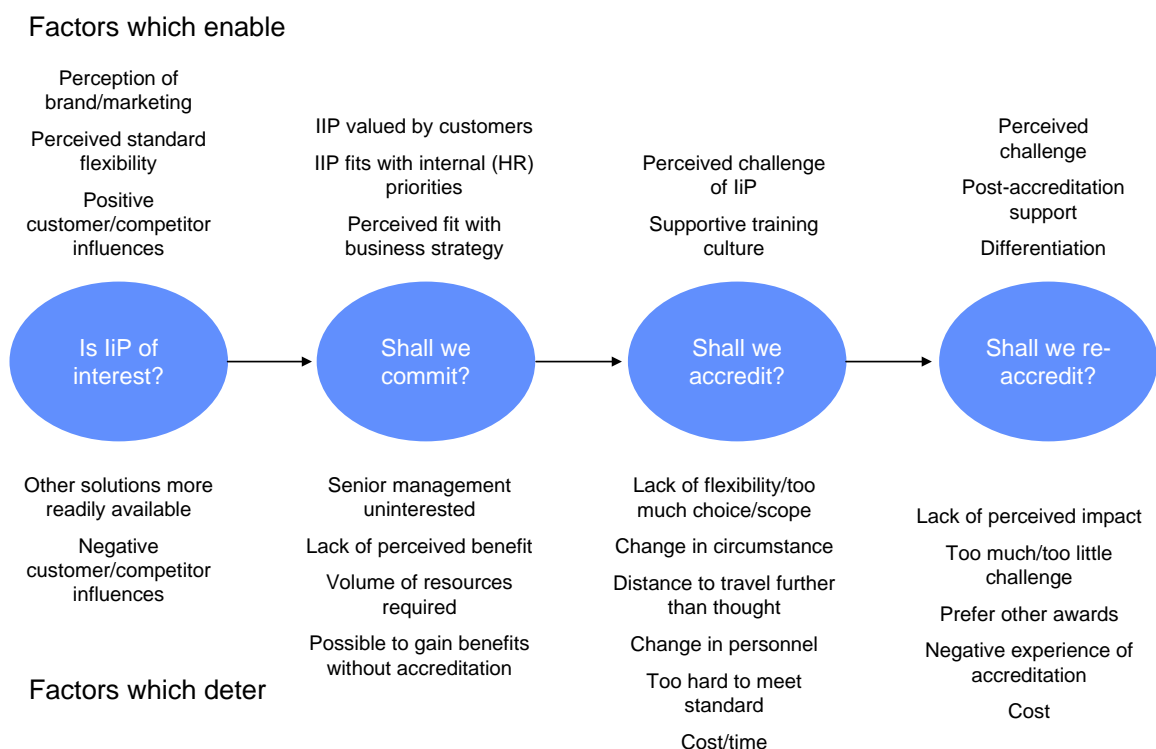 Factors which enable
Perception of
brand/marketing
Perceived standard
flexibility
Positive
customer/competitor
influences
IIP valued by customers
IIP fits with internal (HR)
priorities
Perceived fit with
business strategy
Perceived challenge
of IiP
Supportive training
culture
Perceived
challenge
Post-accreditation
support
Differentiation
Is IiP of
interest?
Shall we
commit?
Shall we
accredit?
Shall we re-
accredit?
Other solutions more
readily available
Negative
customer/competitor
influences
Senior management
uninterested
Lack of perceived benefit
Volume of resources
required
Possible to gain benefits
without accreditation
Lack of flexibility/too
much choice/scope
Change in circumstance
Distance to travel further
than thought
Change in personnel
Too hard to meet
standard
Cost/time
Lack of perceived impact
Too much/too little
challenge
Prefer other awards
Negative experience of
accreditation
Cost
Factors which deter